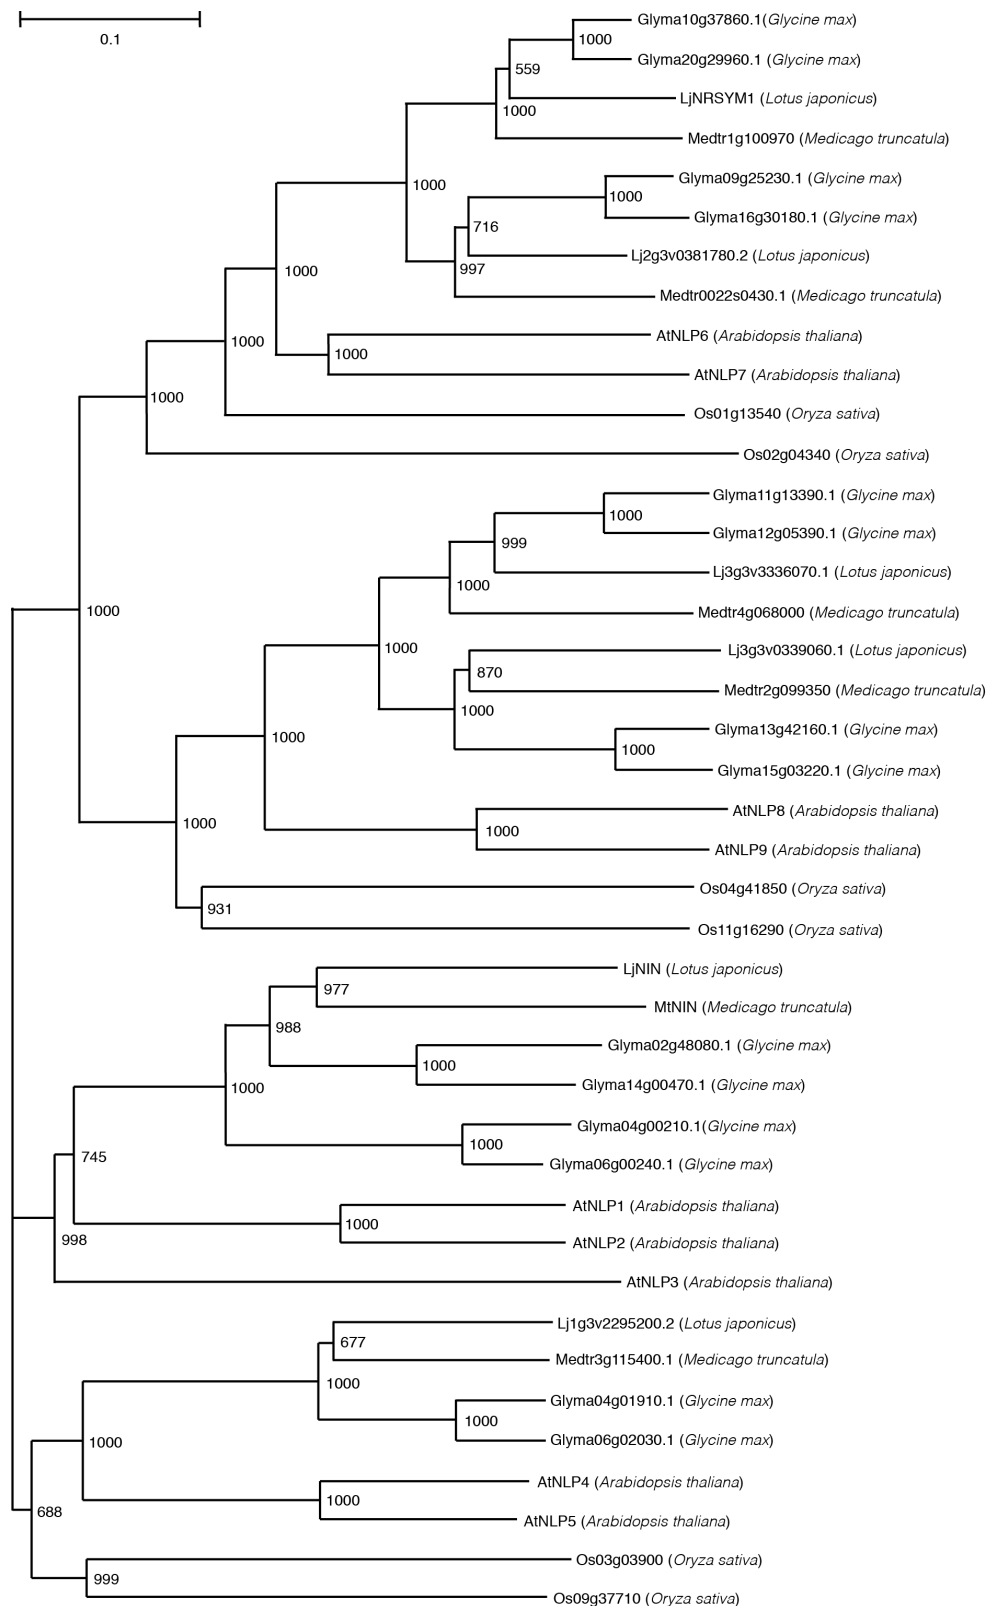 0.1
Glyma10g37860.1(Glycine max)
1000
Glyma20g29960.1 (Glycine max)
559
LjNRSYM1 (Lotus japonicus)
1000
Medtr1g100970 (Medicago truncatula)
Glyma09g25230.1 (Glycine max)
1000
1000
Glyma16g30180.1 (Glycine max)
716
Lj2g3v0381780.2 (Lotus japonicus)
997
1000
Medtr0022s0430.1 (Medicago truncatula)
AtNLP6 (Arabidopsis thaliana)
1000
1000
AtNLP7 (Arabidopsis thaliana)
1000
Os01g13540 (Oryza sativa)
Os02g04340 (Oryza sativa)
Glyma11g13390.1 (Glycine max)
1000
Glyma12g05390.1 (Glycine max)
999
Lj3g3v3336070.1 (Lotus japonicus)
1000
1000
Medtr4g068000 (Medicago truncatula)
1000
Lj3g3v0339060.1 (Lotus japonicus)
870
Medtr2g099350 (Medicago truncatula)
1000
Glyma13g42160.1 (Glycine max)
1000
1000
Glyma15g03220.1 (Glycine max)
AtNLP8 (Arabidopsis thaliana)
1000
1000
AtNLP9 (Arabidopsis thaliana)
Os04g41850 (Oryza sativa)
931
Os11g16290 (Oryza sativa)
LjNIN (Lotus japonicus)
977
MtNIN (Medicago truncatula)
988
Glyma02g48080.1 (Glycine max)
1000
1000
Glyma14g00470.1 (Glycine max)
Glyma04g00210.1(Glycine max)
1000
745
Glyma06g00240.1 (Glycine max)
AtNLP1 (Arabidopsis thaliana)
1000
998
AtNLP2 (Arabidopsis thaliana)
AtNLP3 (Arabidopsis thaliana)
Lj1g3v2295200.2 (Lotus japonicus)
677
Medtr3g115400.1 (Medicago truncatula)
1000
Glyma04g01910.1 (Glycine max)
1000
1000
Glyma06g02030.1 (Glycine max)
AtNLP4 (Arabidopsis thaliana)
1000
688
AtNLP5 (Arabidopsis thaliana)
Os03g03900 (Oryza sativa)
999
Os09g37710 (Oryza sativa)